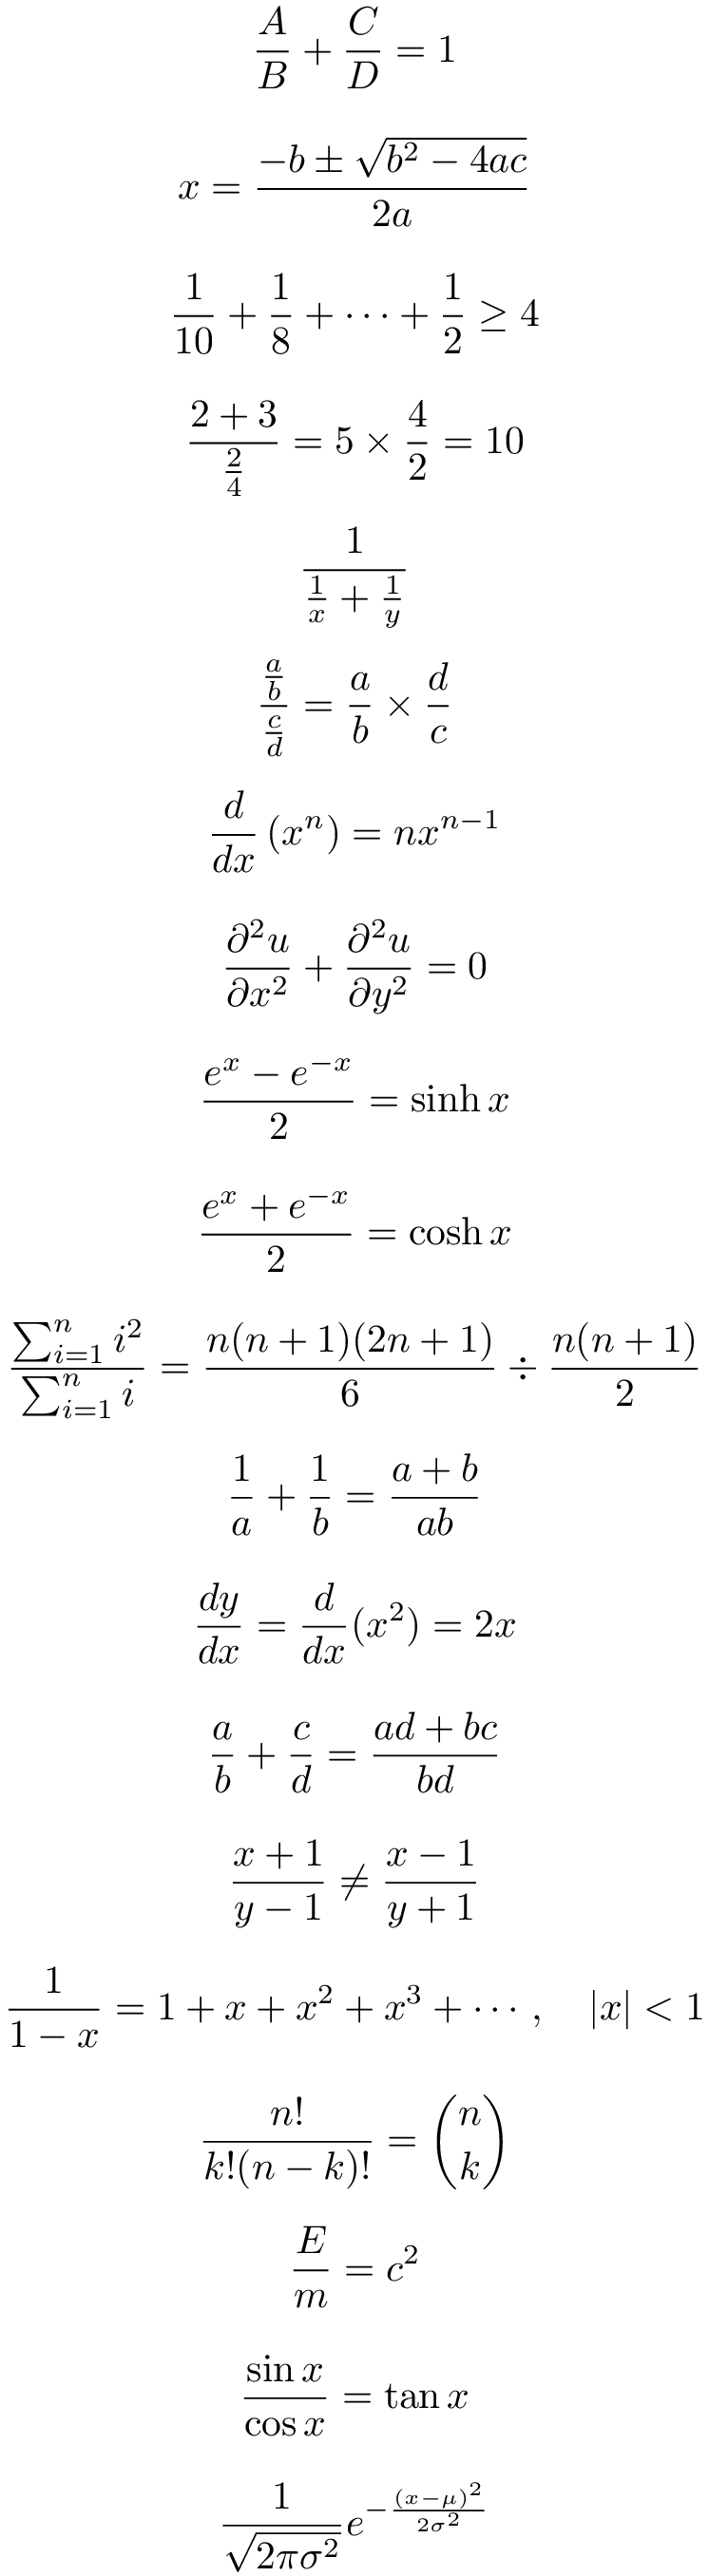 \frac{A}{B} + \frac{C}{D} = 1
x = \frac{-b \pm \sqrt{b^2 - 4ac}}{2a}
\frac{1}{10} + \frac{1}{8} + \cdots + \frac{1}{2} \geq 4
\frac{2+3}{\frac{2}{4}} = 5 \times \frac{4}{2} = 10
\frac{1}{\frac{1}{x} + \frac{1}{y}}
\frac{\frac{a}{b}}{\frac{c}{d}} = \frac{a}{b} \times \frac{d}{c}
\frac{d}{dx} (x^n) = nx^{n-1}
\frac{\partial^2 u}{\partial x^2} + \frac{\partial^2 u}{\partial y^2} = 0
\frac{e^x - e^{-x}}{2} = \sinh x
\frac{e^x + e^{-x}}{2} = \cosh x
\frac{\sum_{i=1}^{n} i^2}{\sum_{i=1}^{n} i} = \frac{n(n+1)(2n+1)}{6} \div \frac{n(n+1)}{2}
\frac{1}{a} + \frac{1}{b} = \frac{a+b}{ab}
\frac{dy}{dx} = \frac{d}{dx}(x^2) = 2x
\frac{a}{b} + \frac{c}{d} = \frac{ad+bc}{bd}
\frac{x+1}{y-1} \neq \frac{x-1}{y+1}
\frac{1}{1-x} = 1 + x + x^2 + x^3 + \cdots, \quad |x| < 1
\frac{n!}{k!(n-k)!} = \binom{n}{k}
\frac{E}{m} = c^2
\frac{\sin x}{\cos x} = \tan x
\frac{1}{\sqrt{2\pi\sigma^2}} e^{-\frac{(x-\mu)^2}{2\sigma^2}}